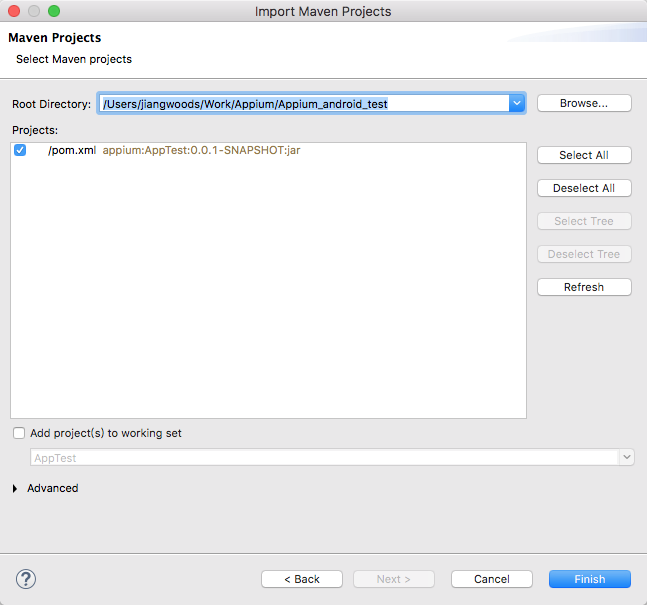 Import Maven Projects
Maven Projects
Select Maven projects
Root Directory: /Users/jiangwoods/Work/Appium/Appium_android_test Browse...
Projects:
/pom.xml appium:AppTest:0.0.1-SNAPSHOT:jar
Select All
Deselect All
Select Tree
Deselect Tree
Refresh
Add project(s) to working set
AppTest
Advanced
? < Back Next > Cancel Finish